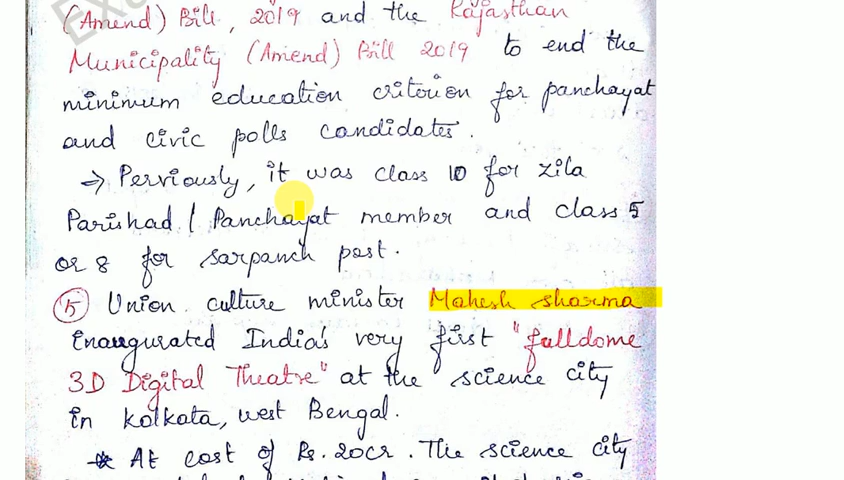 (Amend) Bill, 2019 and the Rajasthan
Municipality (Amend) Bill 2019 to end the
minimum education criterion for panchayat
and civic polls candidates.
⇒ Perviously, it was class 10 for zila
Parishad / Panchayat member and class 5
or 8 for sarpanch post.
(5) Union culture minister Mahesh sharma
inaugurated India's very first "fulldome
3D Digital Theatre" at the science city
in kolkata, west Bengal.
* At cost of Rs. 20cr. The science city